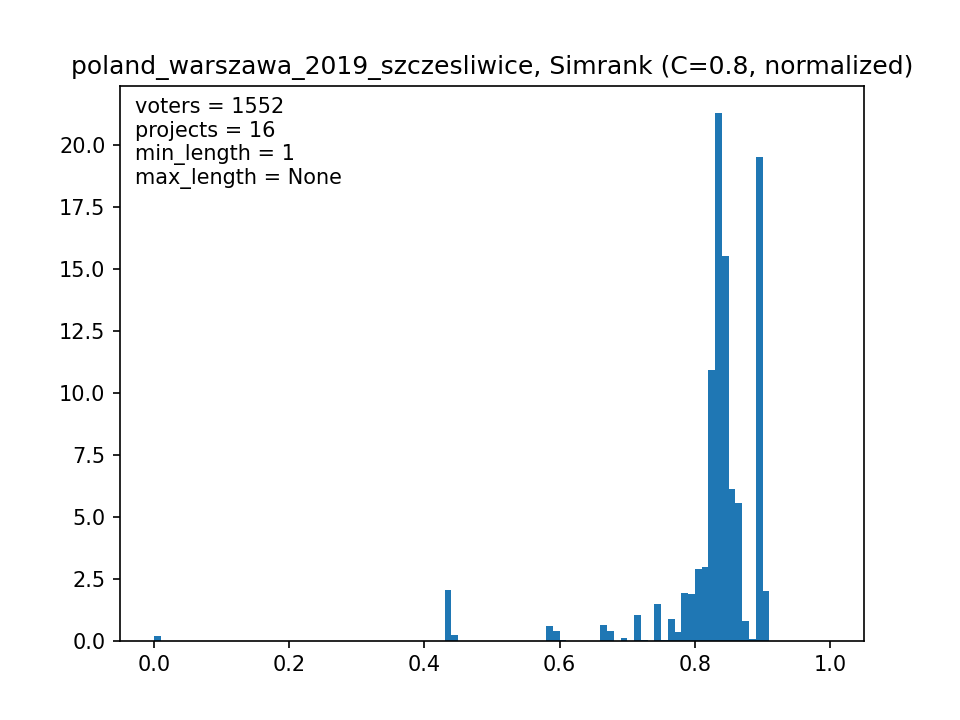 poland_warszawa_2019_szczesliwice, Simrank (C=0.8, normalized)
voters = 1552
projects = 16
min_length = 1
max_length = None
20.0
17.5
15.0
12.5
10.0
7.5
5.0
2.5
0.0
0.0 0.2 0.4 0.6 0.8 1.0